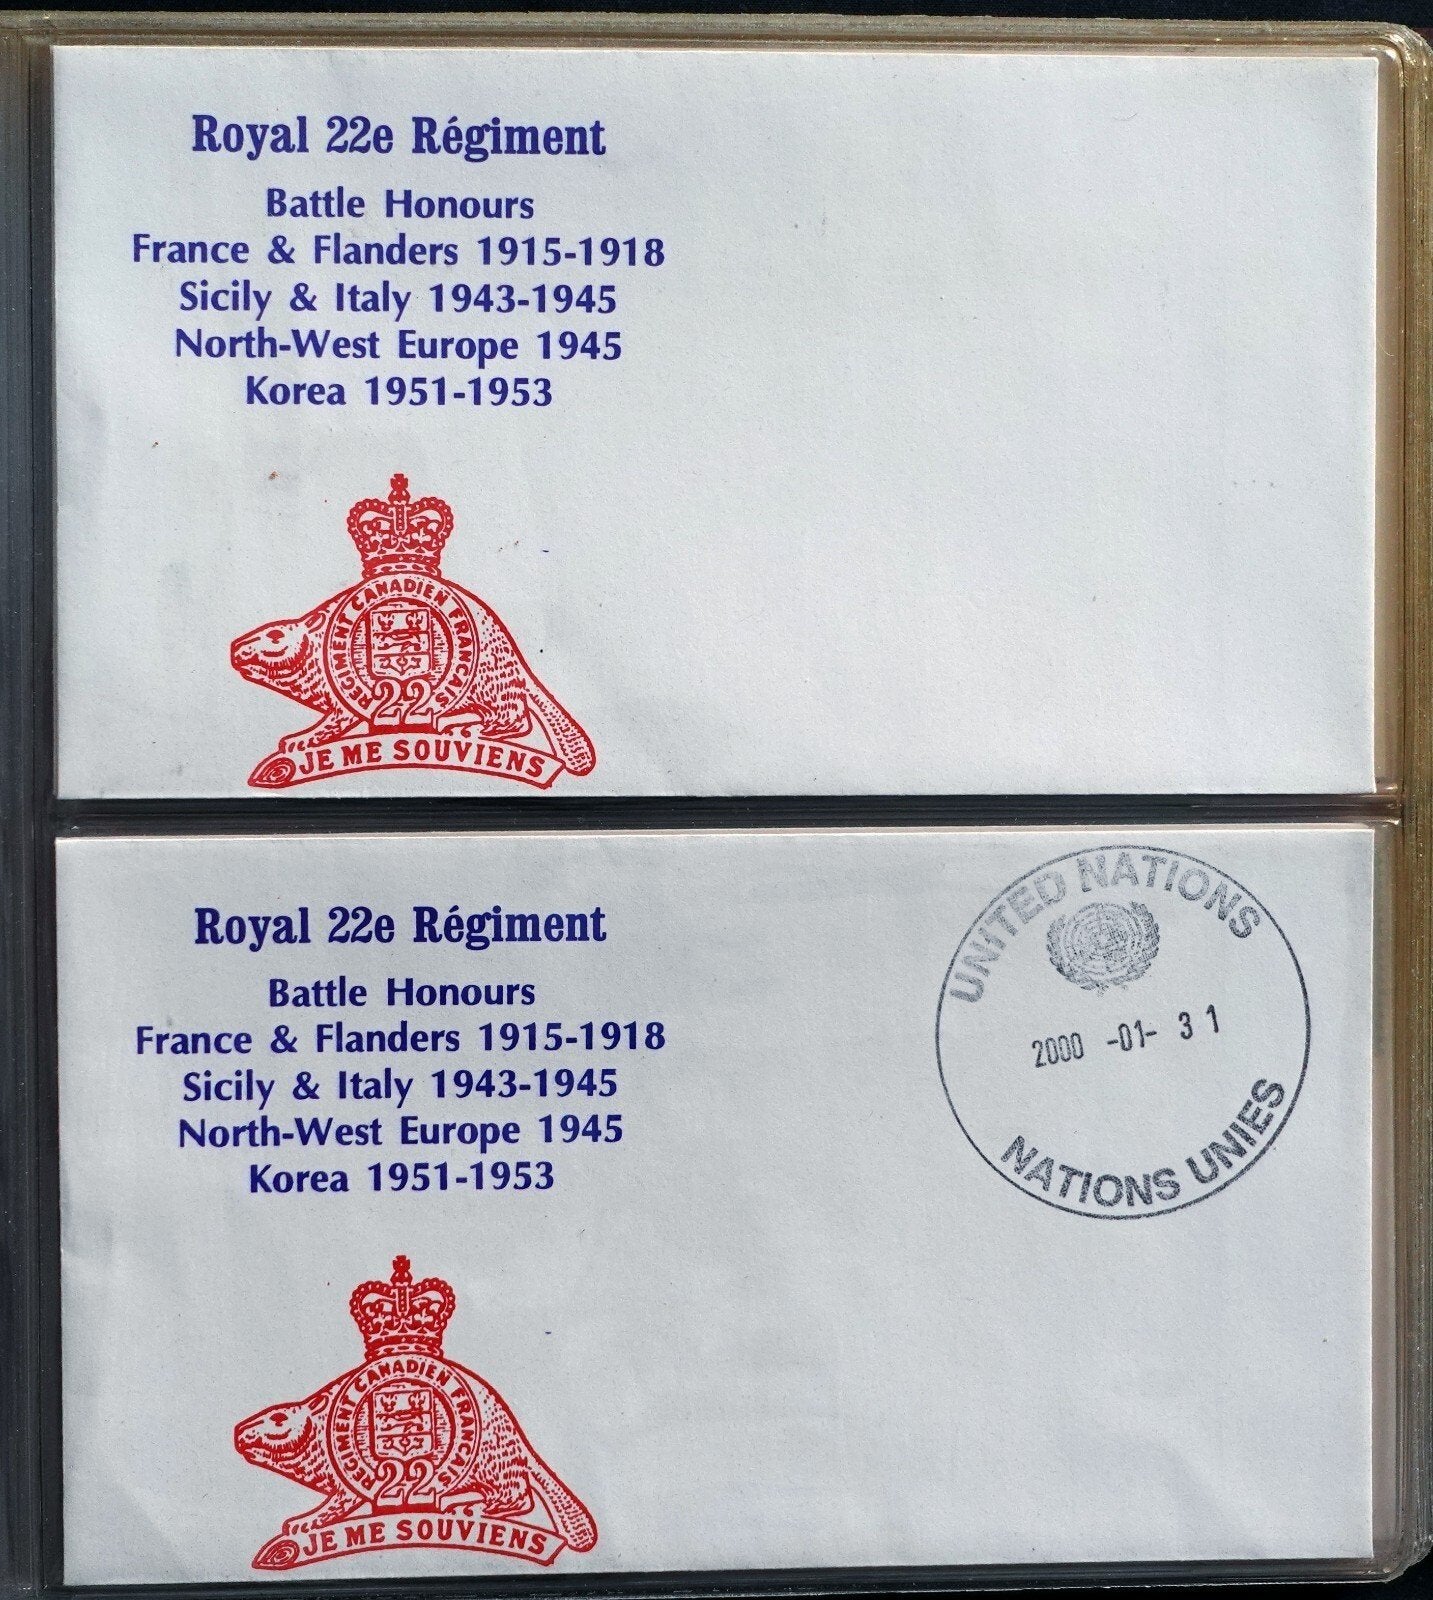 Royal 22e Régiment
Battle Honours
France & Flanders 1915-1918
Sicily & Italy 1943-1945
North-West Europe 1945
Korea 1951-1953
REGIMENT CANADIEN FRANÇAIS
22
JE ME SOUVIENS
Royal 22e Régiment
Battle Honours
France & Flanders 1915-1918
Sicily & Italy 1943-1945
North-West Europe 1945
Korea 1951-1953
UNITED NATIONS
2000 -01- 31
NATIONS UNIES
REGIMENT CANADIEN FRANÇAIS
22
JE ME SOUVIENS